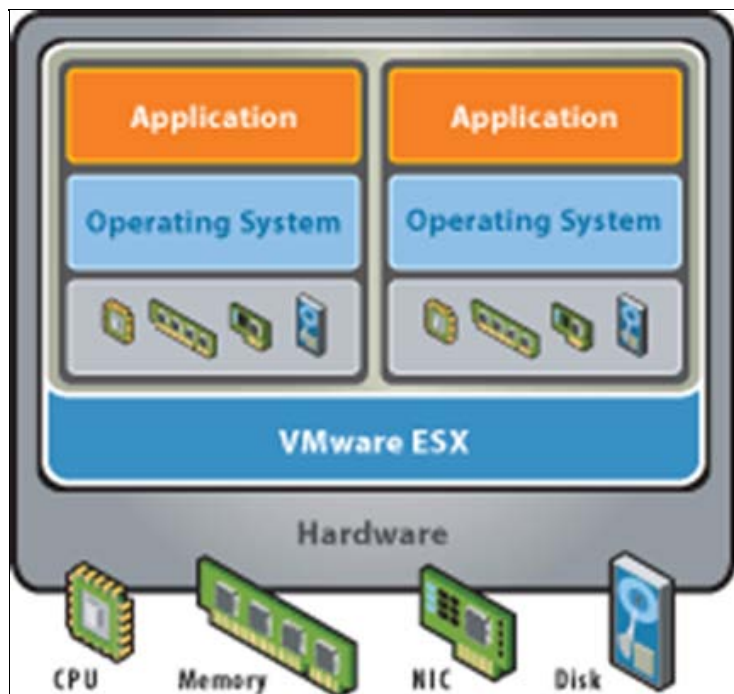 Application Application
Operating System Operating System
VMware ESX
Hardware
CPU Memory NIC Disk